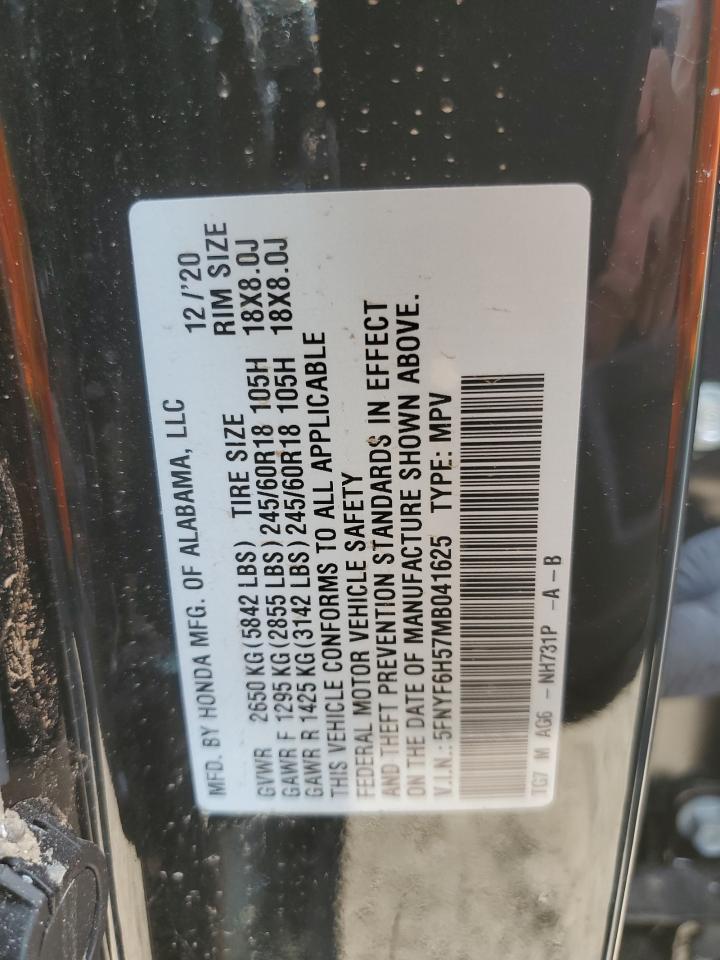 MFD. BY HONDA MFG. OF ALABAMA, LLC 12/'20
GVWR 2650 KG (5842 LBS) TIRE SIZE RIM SIZE
GAWR F 1295 KG (2855 LBS) 245/60R18 105H 18X8.0J
GAWR R 1425 KG (3142 LBS) 245/60R18 105H 18X8.0J
THIS VEHICLE CONFORMS TO ALL APPLICABLE
FEDERAL MOTOR VEHICLE SAFETY
AND THEFT PREVENTION STANDARDS IN EFFECT
ON THE DATE OF MANUFACTURE SHOWN ABOVE.
V.I.N.: 5FNYF6H57MB041625 TYPE: MPV
TG7 M AG6 - NH731P -A-B